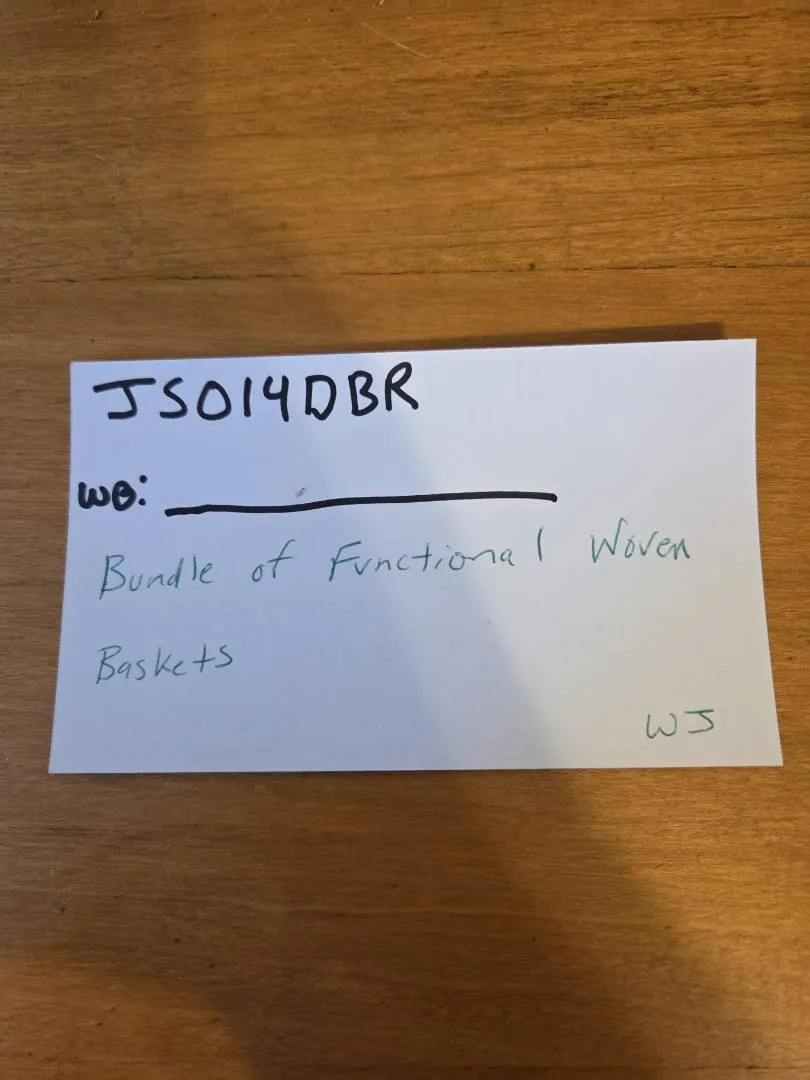 JS014DBR
WB: ____________
Bundle of Functional Woven
Baskets
WJ